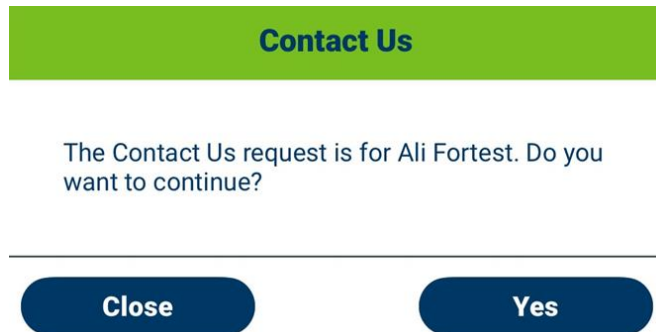 Contact Us
The Contact Us request is for Ali Fortest. Do you
want to continue?
Close
Yes